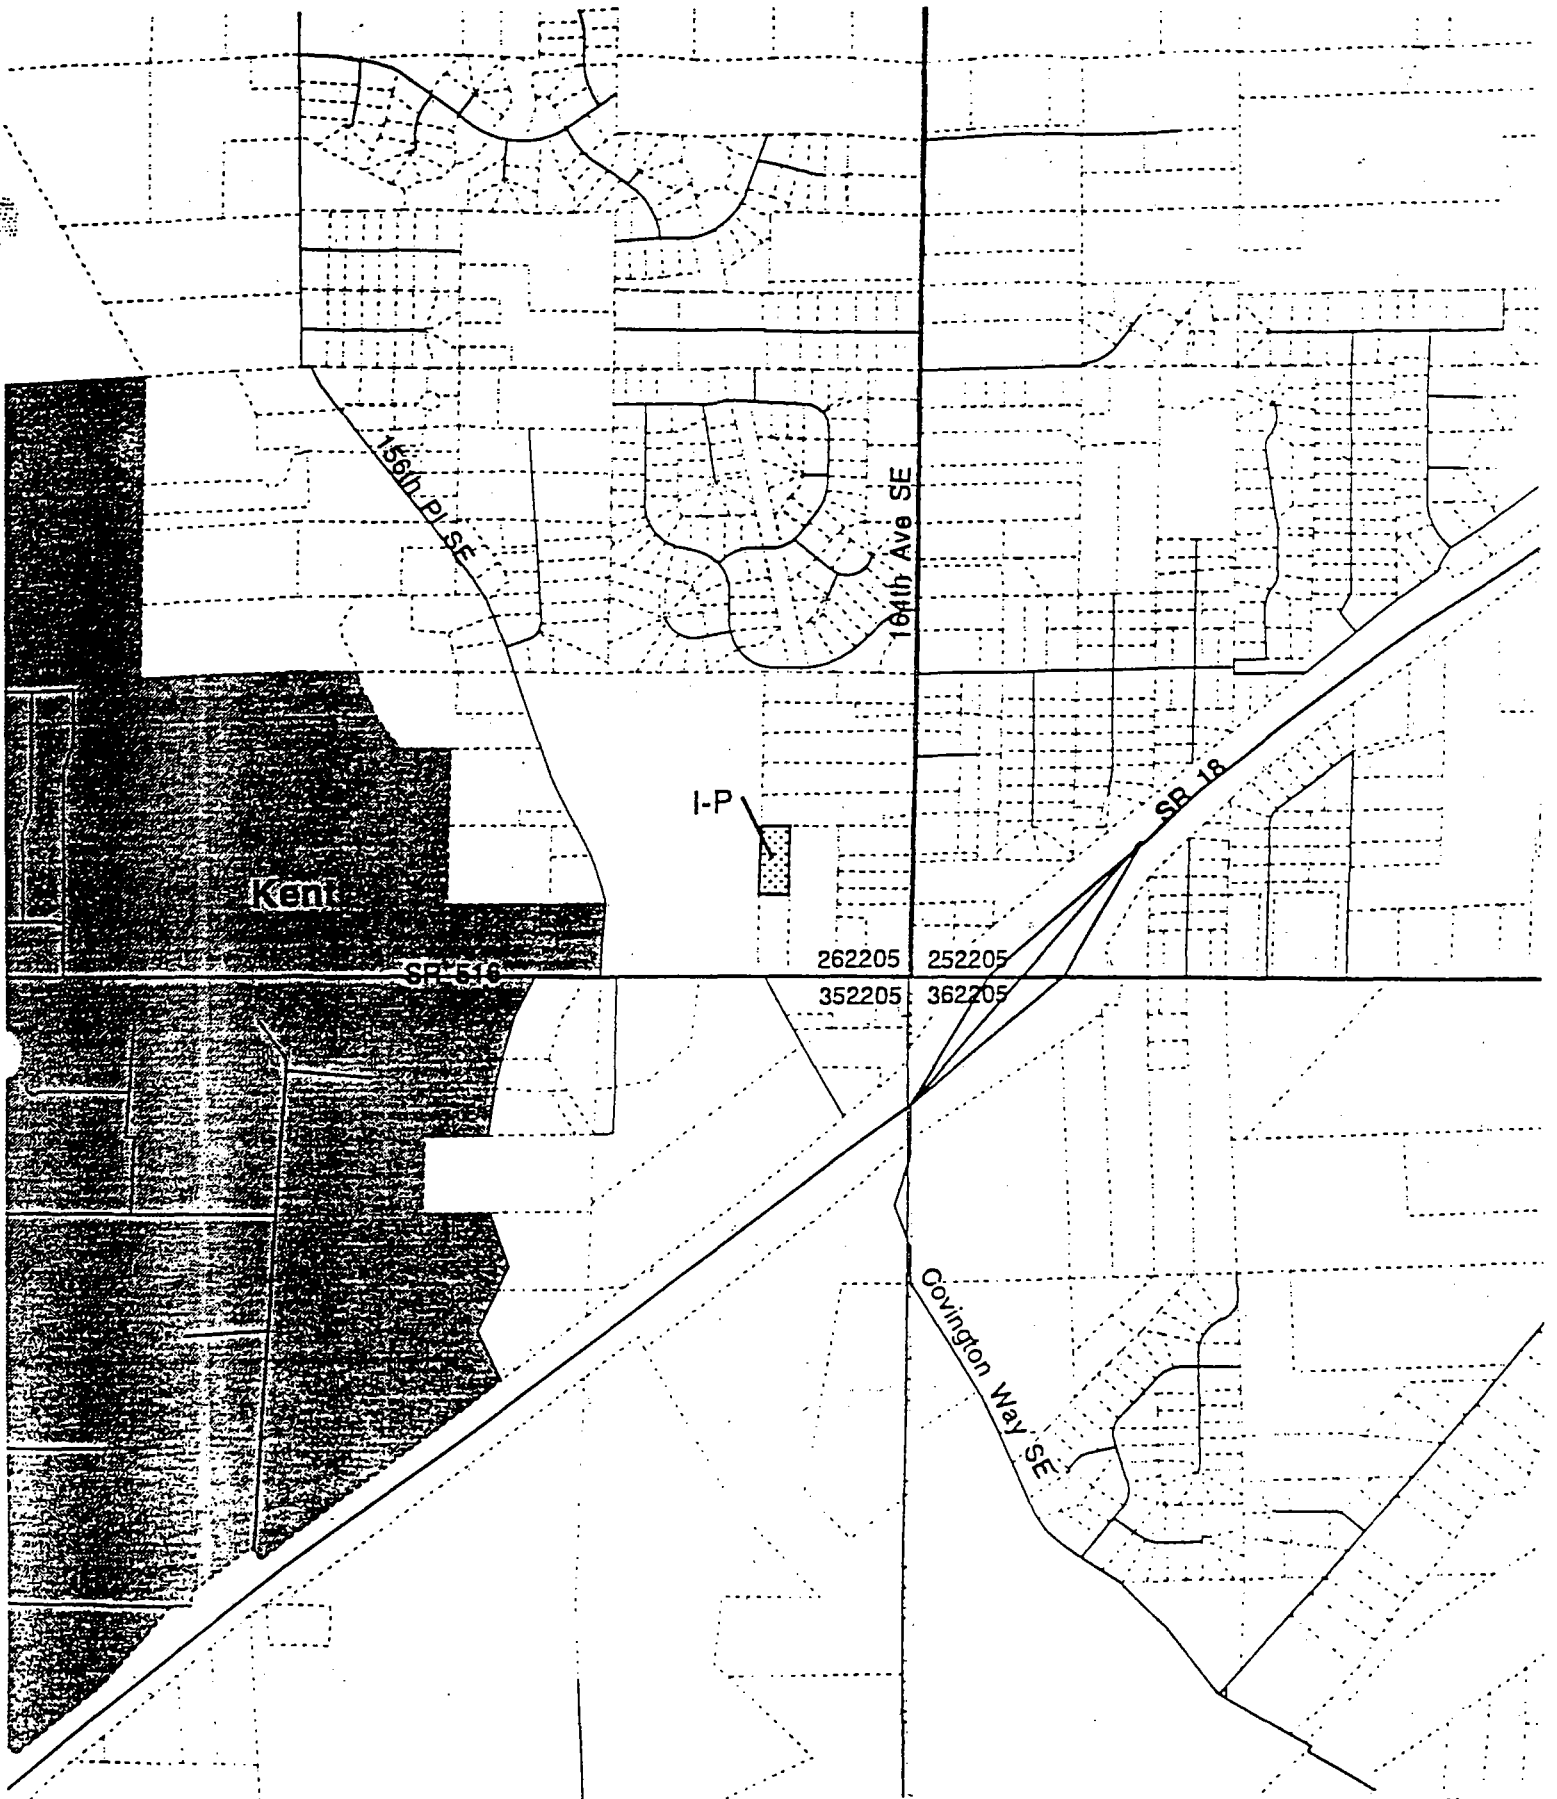 156th Pl SE
164th Ave SE
I-P
SR 18
Kent
262205 252205
SR 516
352205 362205
Covington Way SE